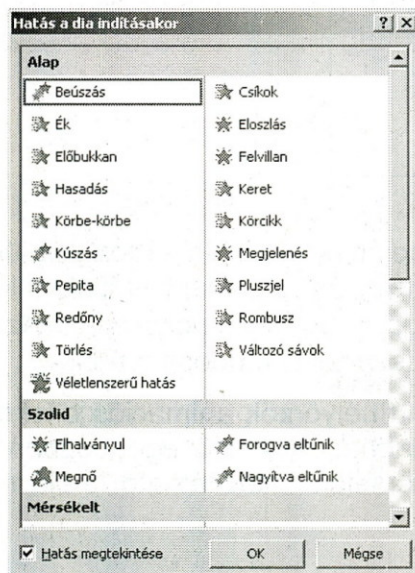 Hatás a dia indításakor
Alap
Beúszás Csíkok
Ék Eloszlás
Előbukkan Felvillan
Hasadás Keret
Körbe-körbe Körcikk
Kúszás Megjelenés
Pepita Pluszjel
Redőny Rombusz
Törlés Változó sávok
Véletlenszerű hatás
Szolid
Elhalványul Forogva eltűnik
Megnő Nagyítva eltűnik
Mérsékelt
Hatás megtekintése OK Mégse